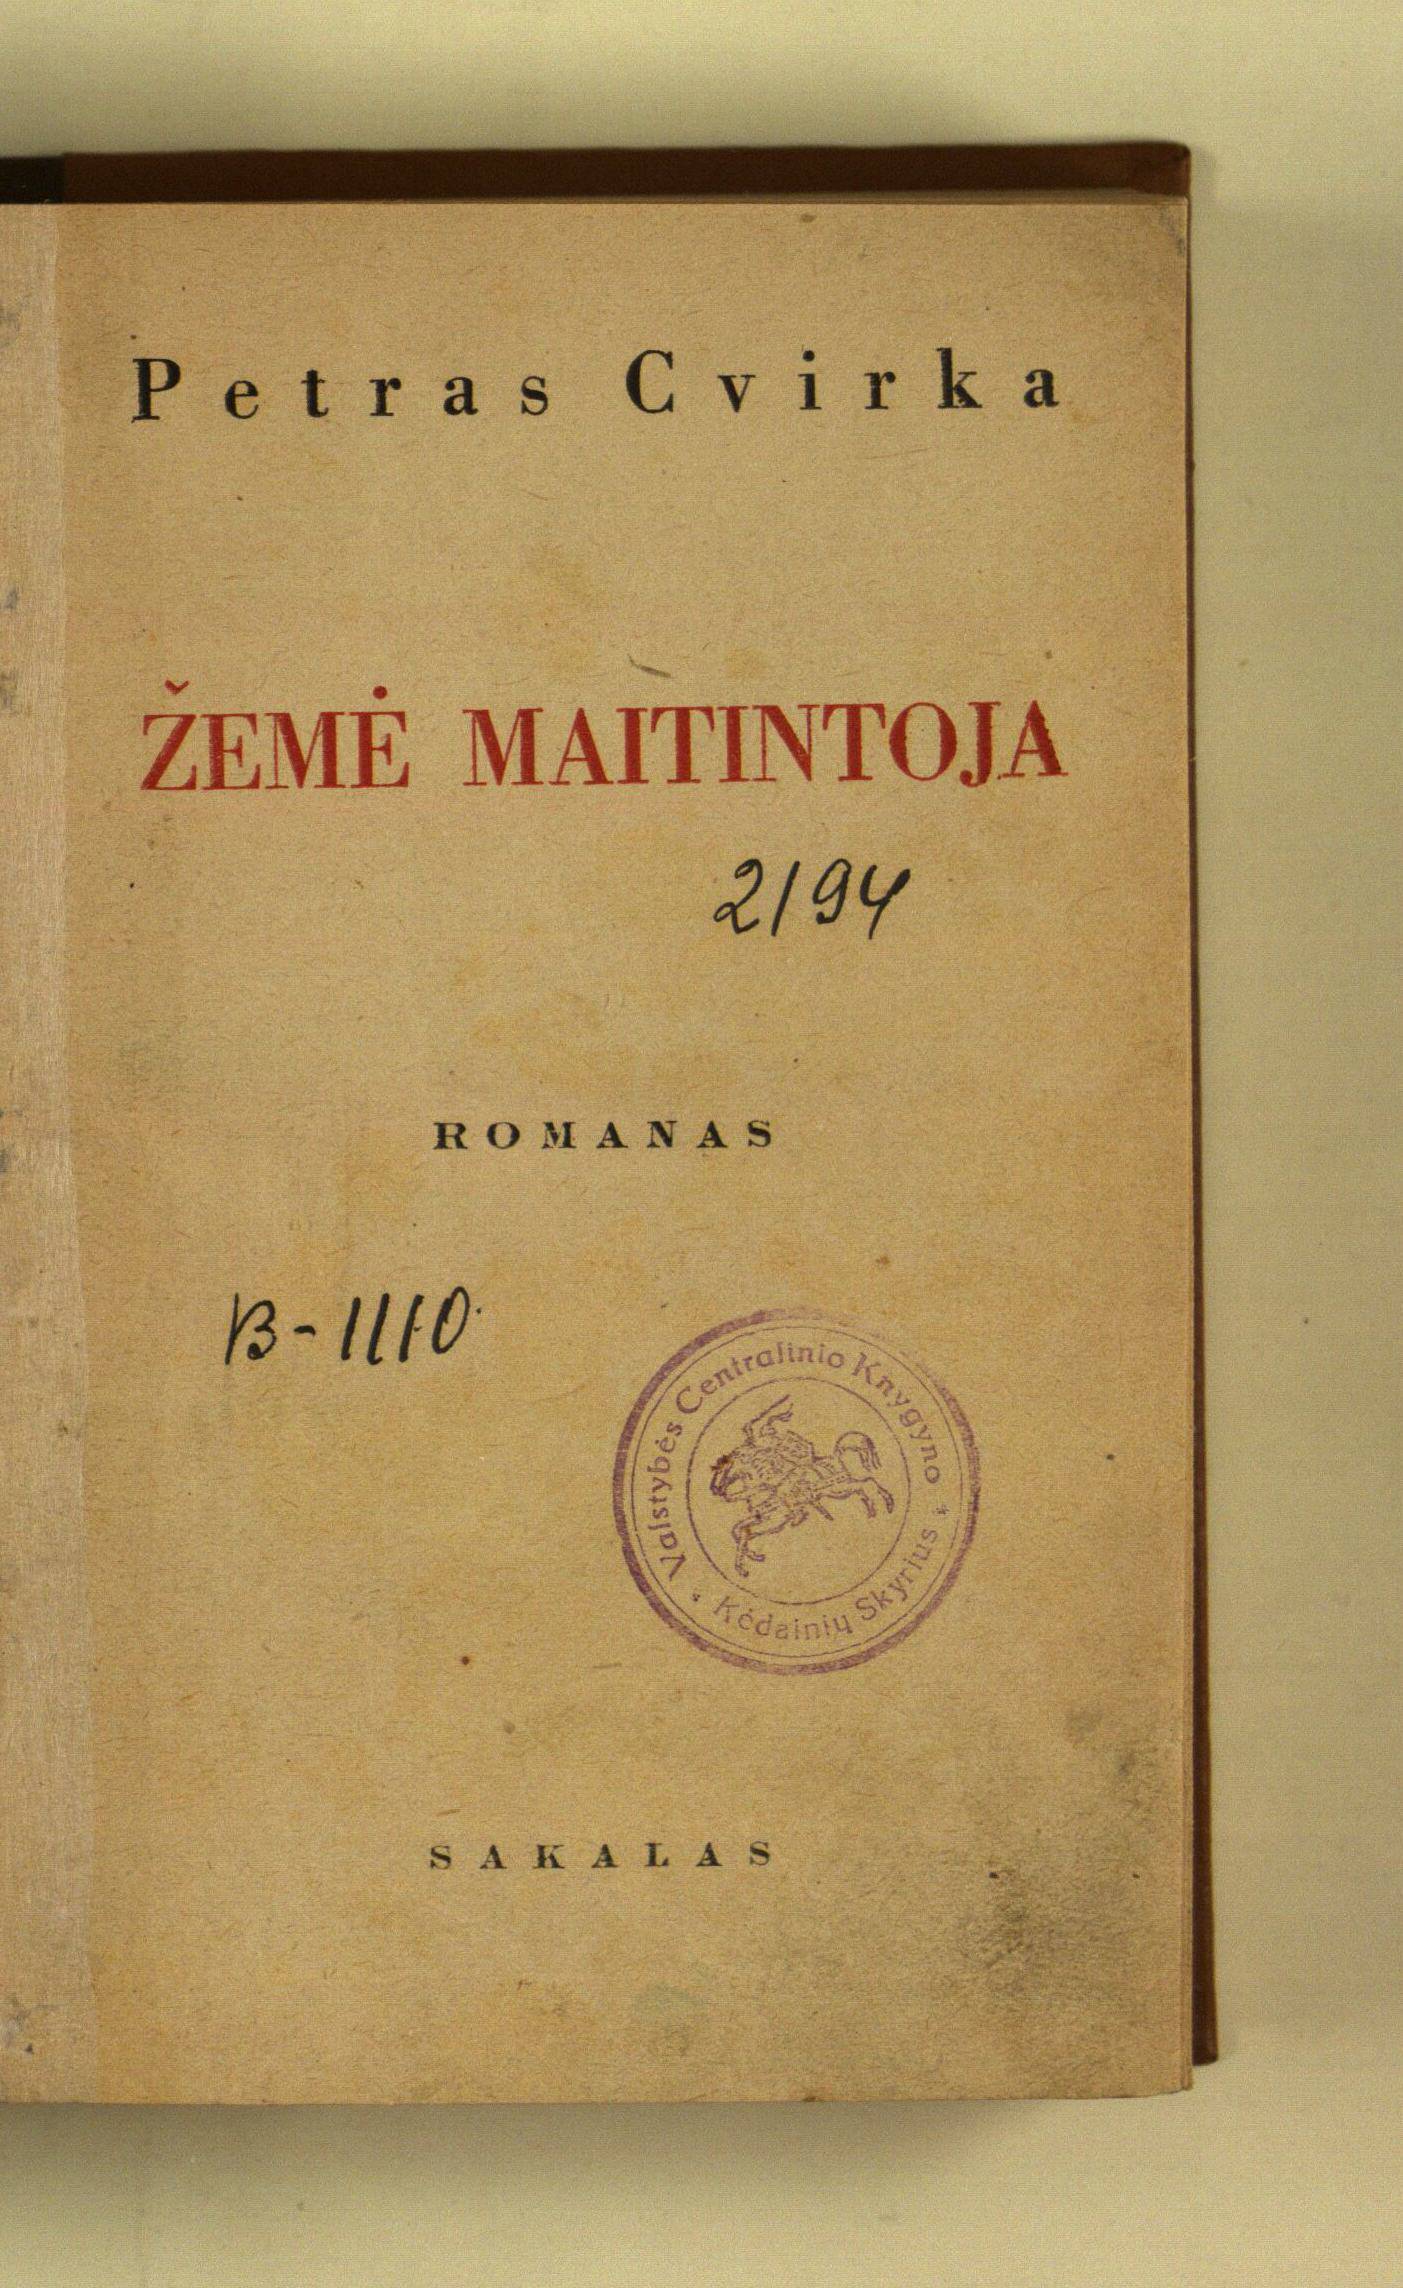 Petras Cvirka
ŽEMĖ MAITINTOJA
2194
ROMANAS
B-1110
Valstybės Centralinio Knygyno
* Kėdainių Skyrius *
SAKALAS